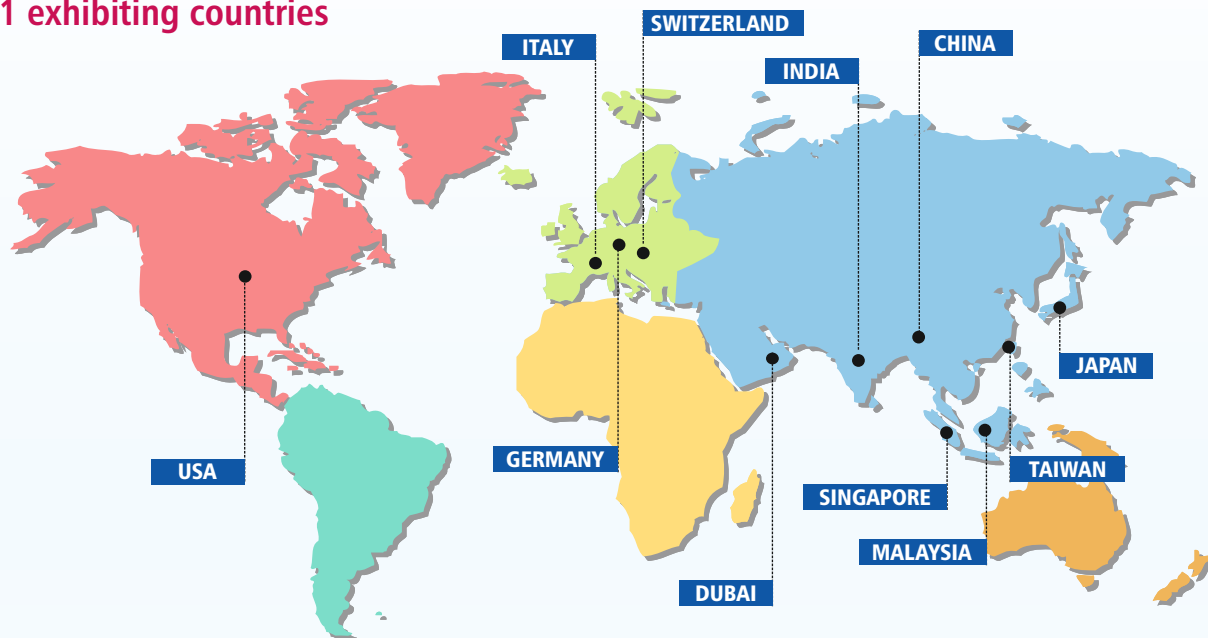 1 exhibiting countries
SWITZERLAND
ITALY
CHINA
INDIA
JAPAN
GERMANY
USA
TAIWAN
SINGAPORE
MALAYSIA
DUBAI